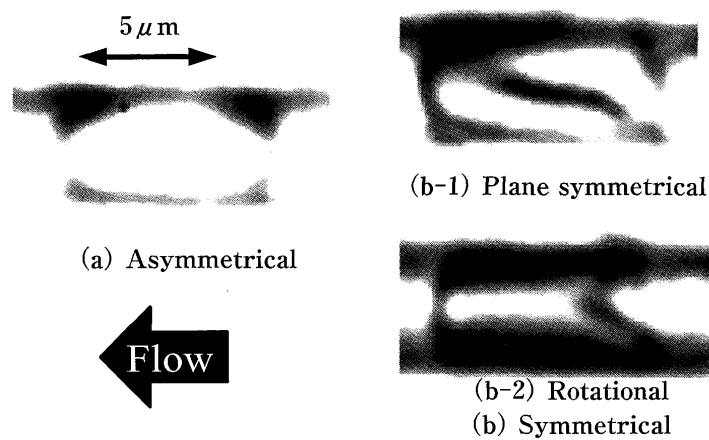 5μm
(a) Asymmetrical
Flow
(b-1) Plane symmetrical
(b-2) Rotational
(b) Symmetrical